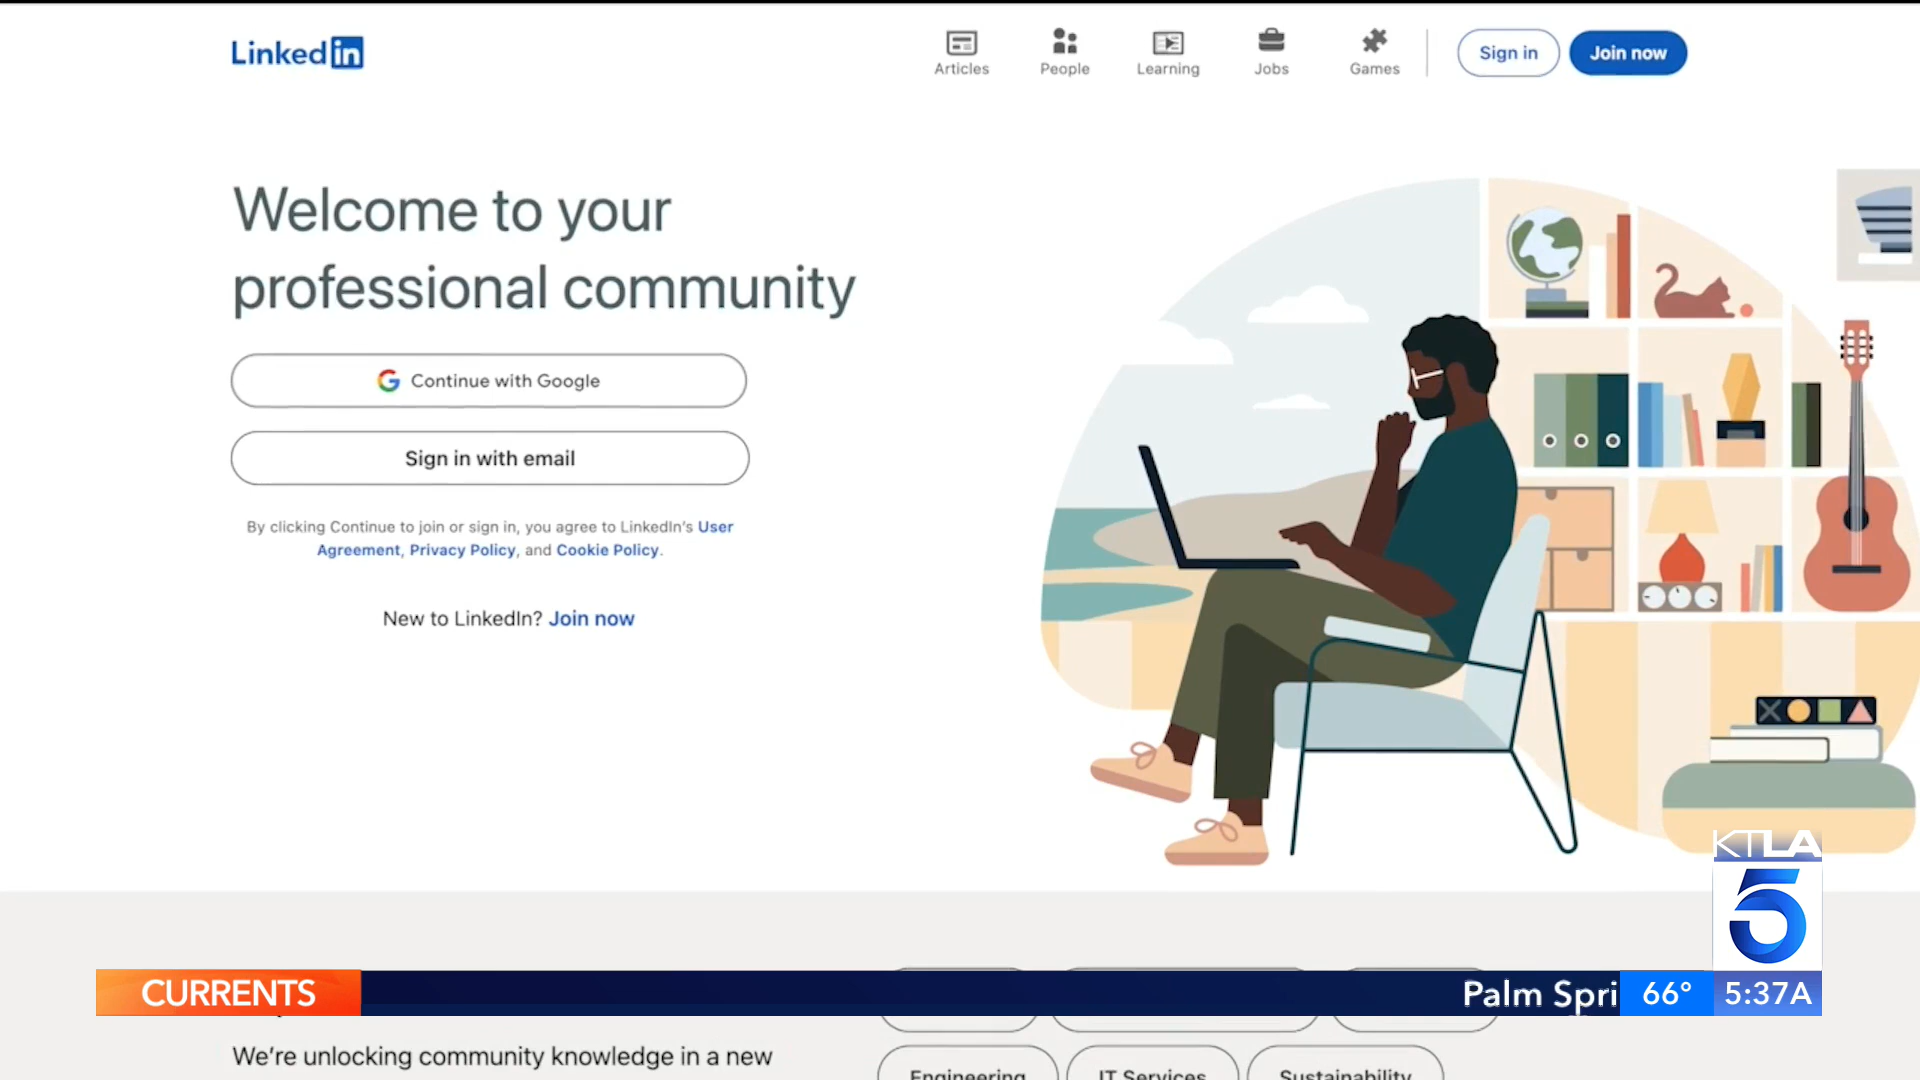 Linked in
Articles
People
Learning
Jobs
Games
Sign in
Join now
Welcome to your
professional community
Continue with Google
Sign in with email
By clicking Continue to join or sign in, you agree to LinkedIn's User
Agreement, Privacy Policy, and Cookie Policy.
New to LinkedIn? Join now
KTLA
5
CURRENTS
Palm Spri
66°
5:37A
We're unlocking community knowledge in a new
Engineering
IT Services
Sustainability